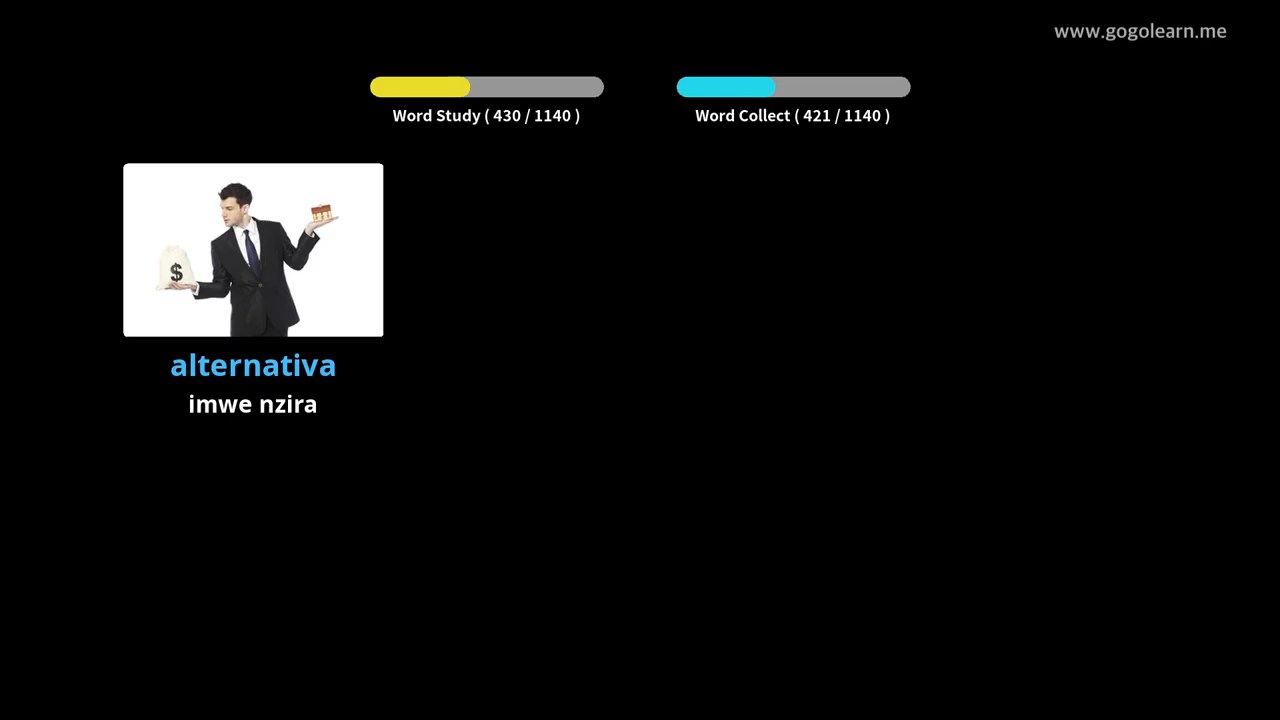 www.gogolearn.me
Word Study ( 430 / 1140 )
Word Collect ( 421 / 1140 )
$
alternativa
imwe nzira